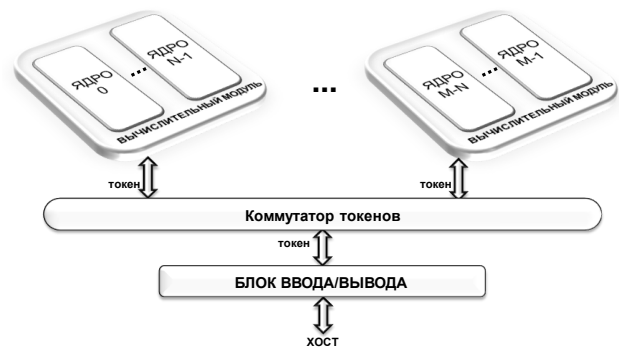 ЯДРО
0
...
ЯДРО
N-1
ВЫЧИСЛИТЕЛЬНЫЙ МОДУЛЬ
...
ЯДРО
M-N
...
ЯДРО
M-1
ВЫЧИСЛИТЕЛЬНЫЙ МОДУЛЬ
токен
токен
Коммутатор токенов
токен
БЛОК ВВОДА/ВЫВОДА
ХОСТ